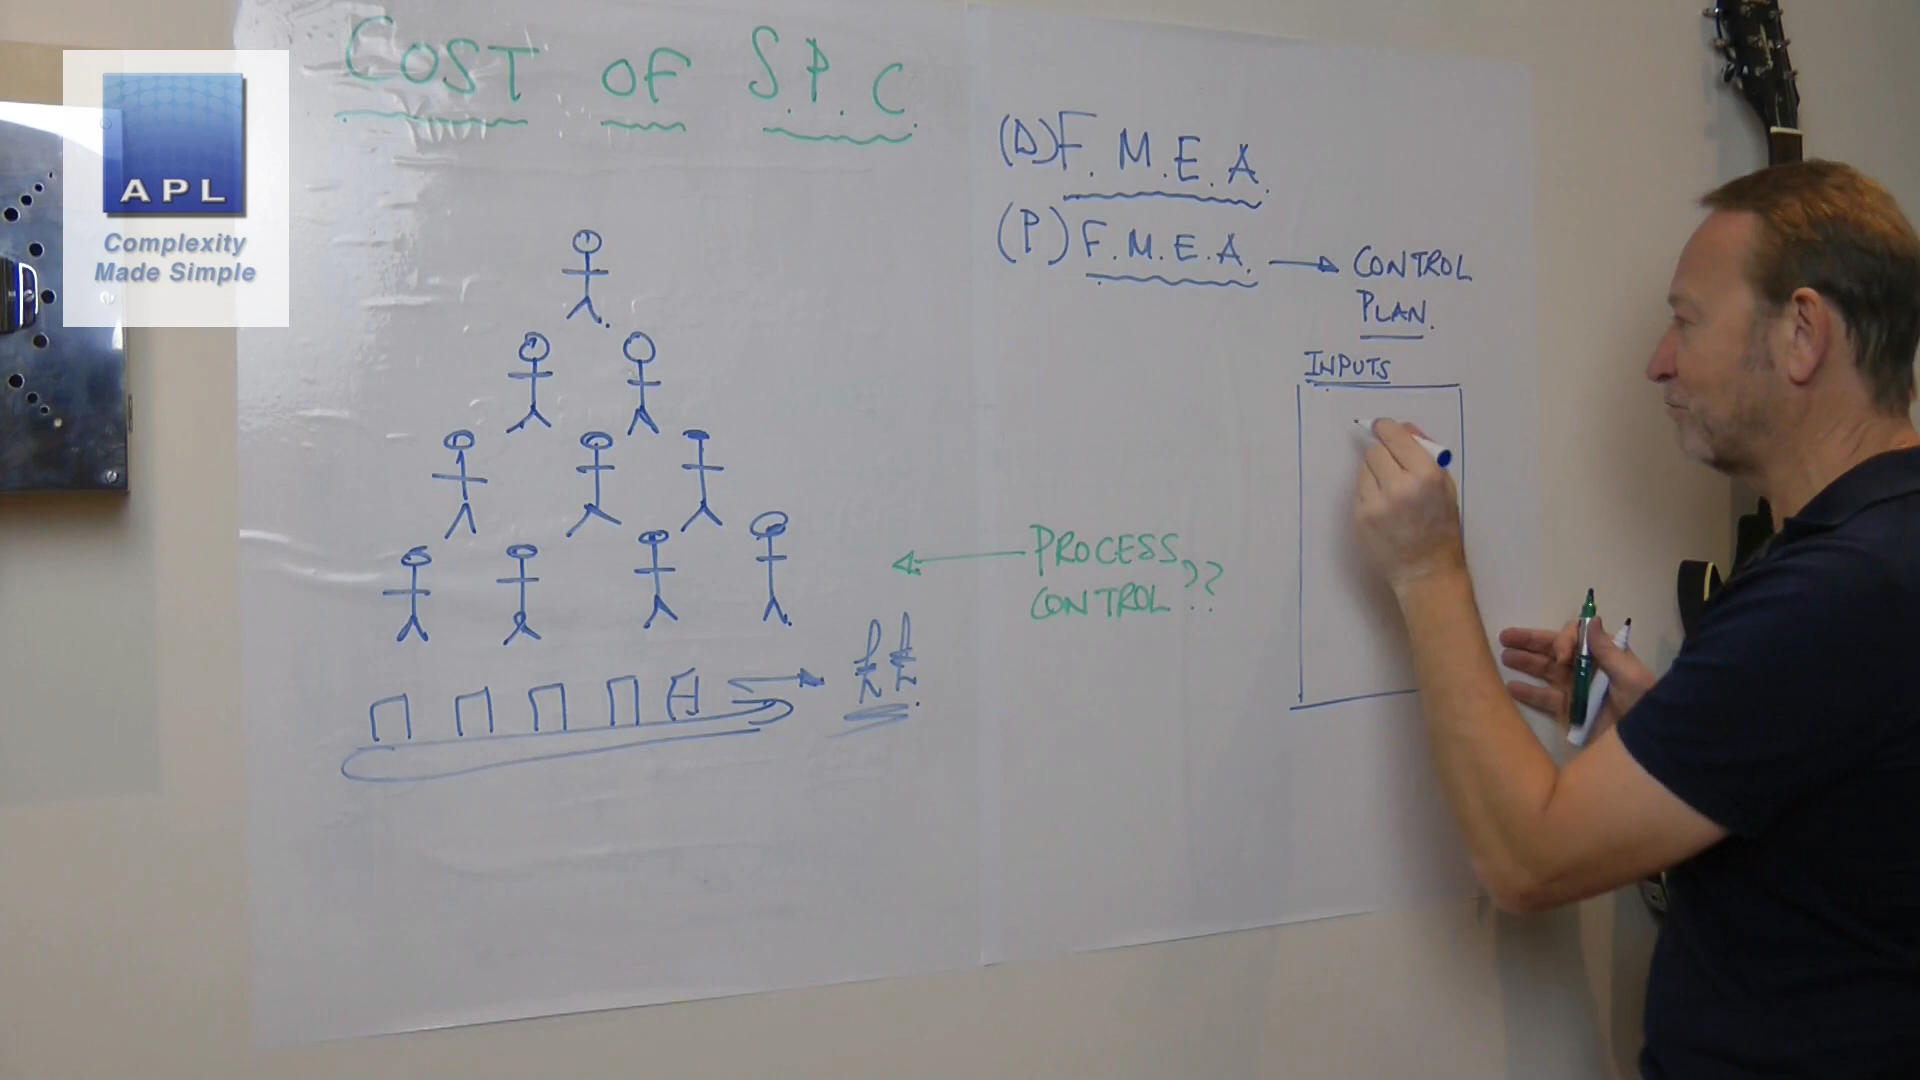 COST OF S.P.C.
APL
Complexity
Made Simple
(D) F.M.E.A.
(P) F.M.E.A. → CONTROL
PLAN.
INPUTS
PROCESS
CONTROL??
££